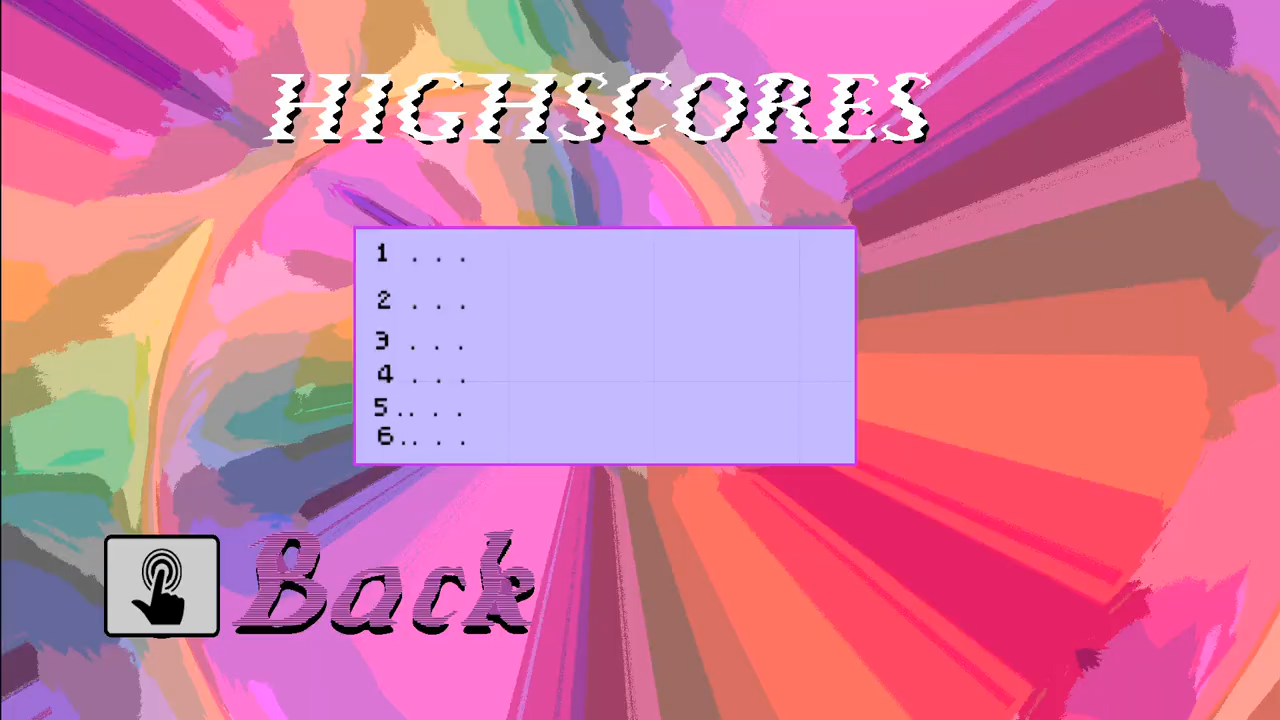 HIGHSCORES
1 . . .
2 . . .
3 . . .
4 . . .
5 .. . .
6 .. . .
Back